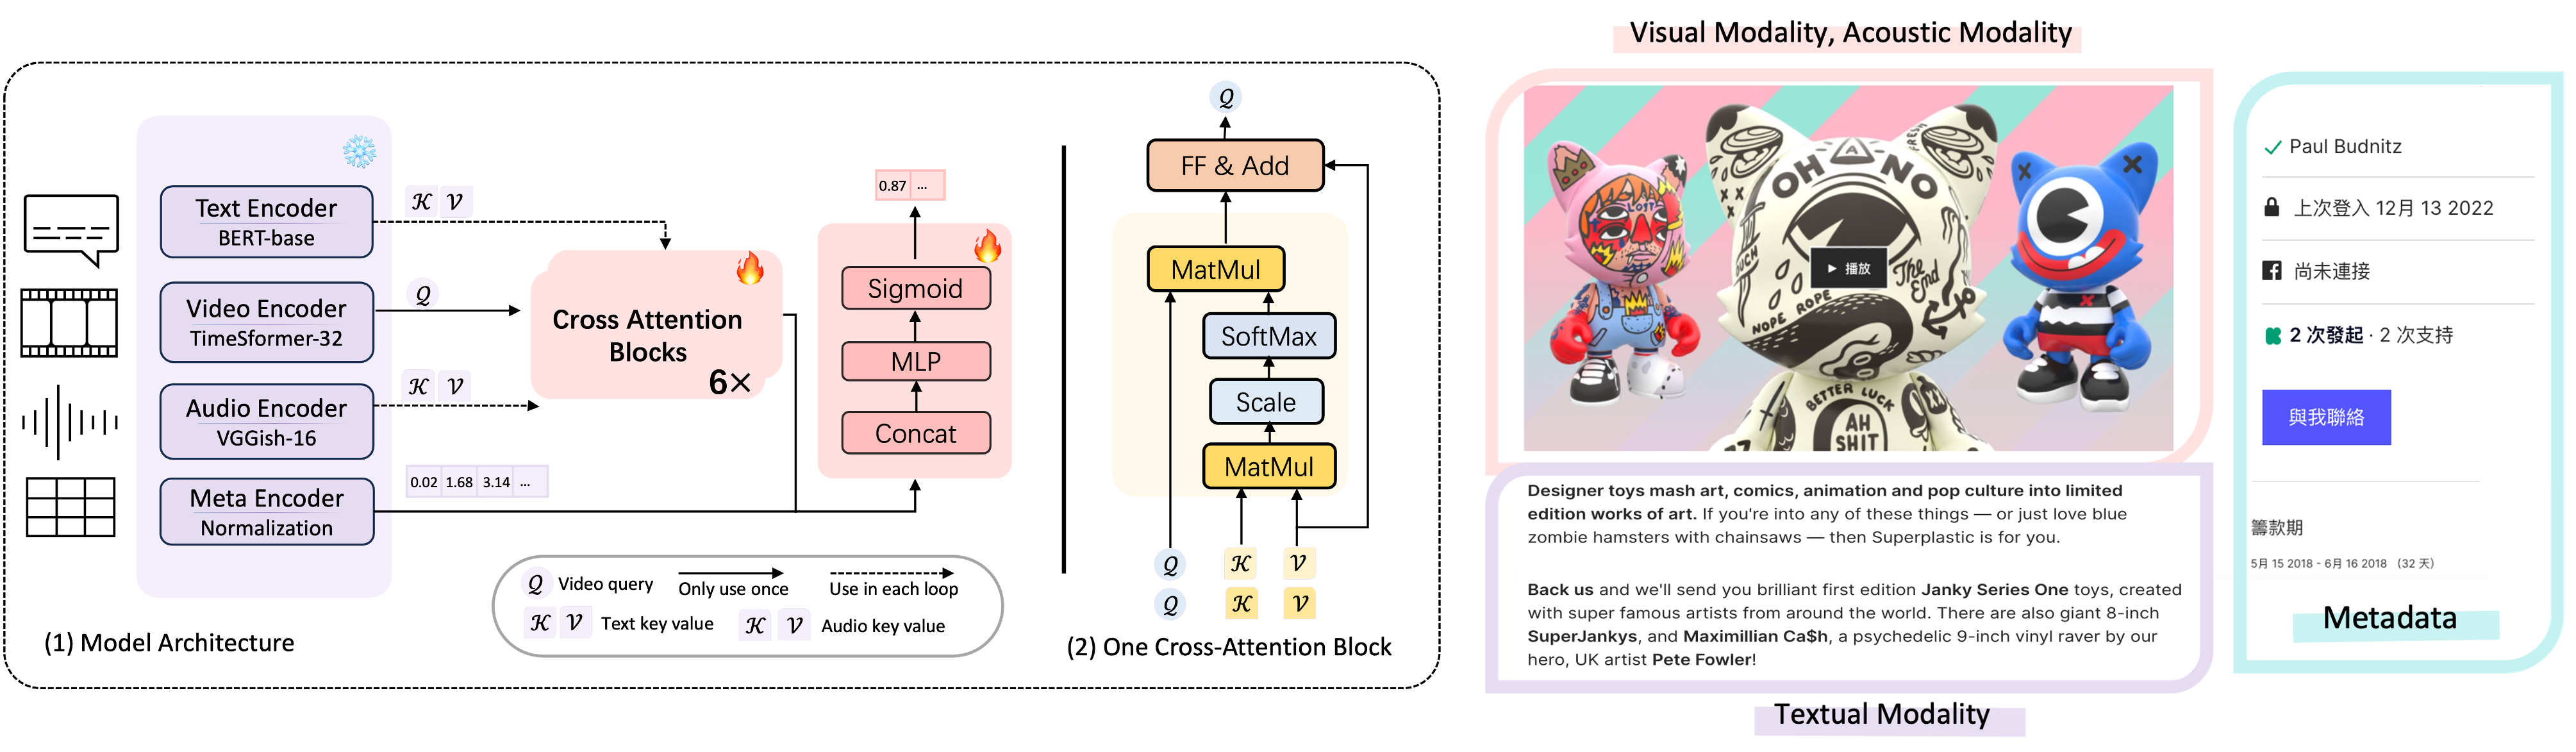 Text Encoder
BERT-base
Video Encoder
TimeSformer-32
Audio Encoder
VGGish-16
Meta Encoder
Normalization
K V
Q
K V
0.02 1.68 3.14 ...
Cross Attention
Blocks
6×
0.87 ...
Sigmoid
MLP
Concat
Q Video query
Only use once
Use in each loop
K V Text key value
K V Audio key value
(1) Model Architecture
Q
FF & Add
MatMul
SoftMax
Scale
MatMul
Q K V
Q K V
(2) One Cross-Attention Block
Visual Modality, Acoustic Modality
OH NO
FRESH
LOST
OUCH
播放
The End
NOPE ROPE
BETTER LUCK
AH
SHIT
Designer toys mash art, comics, animation and pop culture into limited
edition works of art. If you're into any of these things — or just love blue
zombie hamsters with chainsaws — then Superplastic is for you.
Back us and we'll send you brilliant first edition Janky Series One toys, created
with super famous artists from around the world. There are also giant 8-inch
SuperJankys, and Maximillian Ca$h, a psychedelic 9-inch vinyl raver by our
hero, UK artist Pete Fowler!
Textual Modality
Paul Budnitz
上次登入 12月 13 2022
尚未連接
2 次發起 · 2 次支持
與我聯絡
籌款期
5月 15 2018 - 6月 16 2018 （32 天）
Metadata